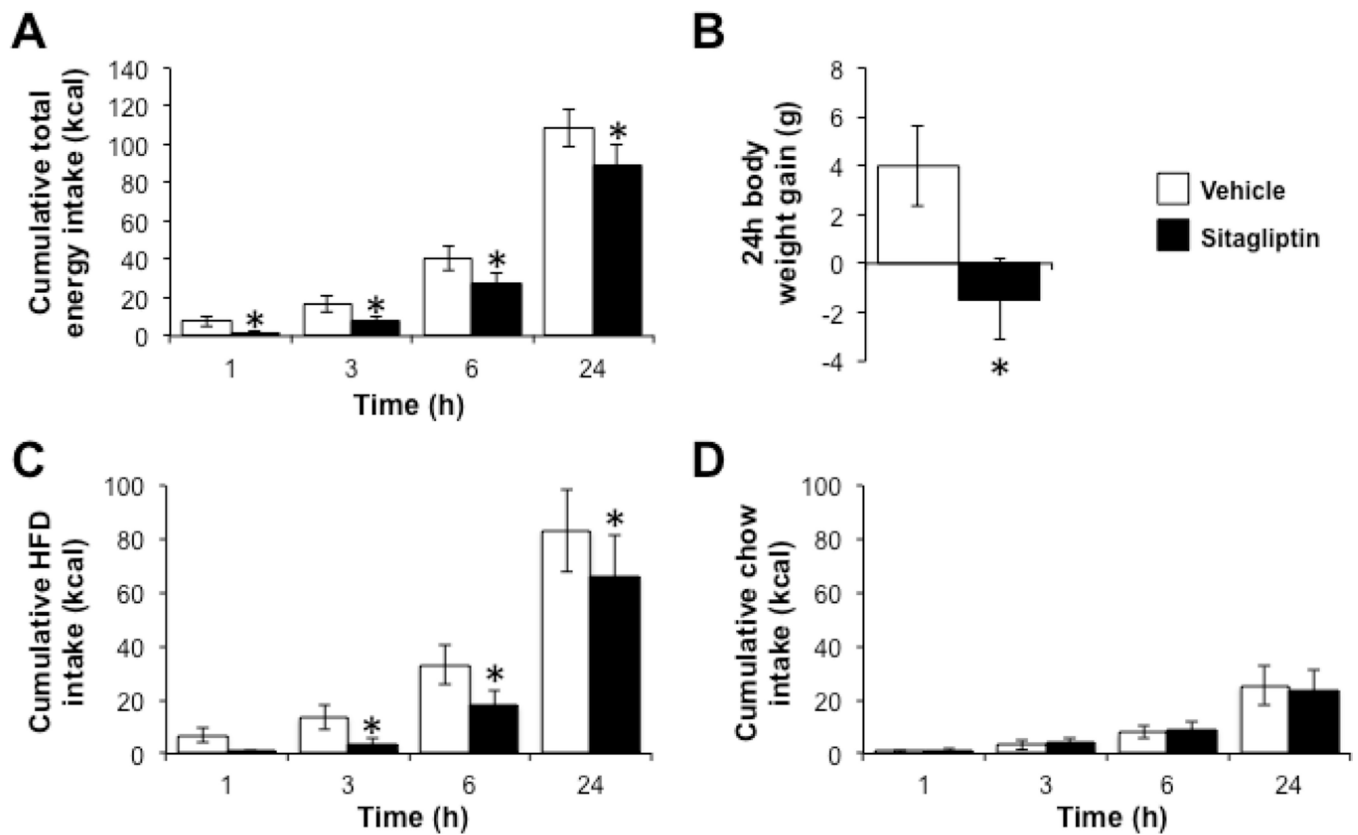 A
Cumulative total
energy intake (kcal)
140
120
100
80
60
40
20
0
*
*
*
*
1 3 6 24
Time (h)
B
24h body
weight gain (g)
8
6
4
2
0
-2
-4
*
Vehicle
Sitagliptin
C
Cumulative HFD
intake (kcal)
100
80
60
40
20
0
*
*
*
1 3 6 24
Time (h)
D
Cumulative chow
intake (kcal)
100
80
60
40
20
0
1 3 6 24
Time (h)